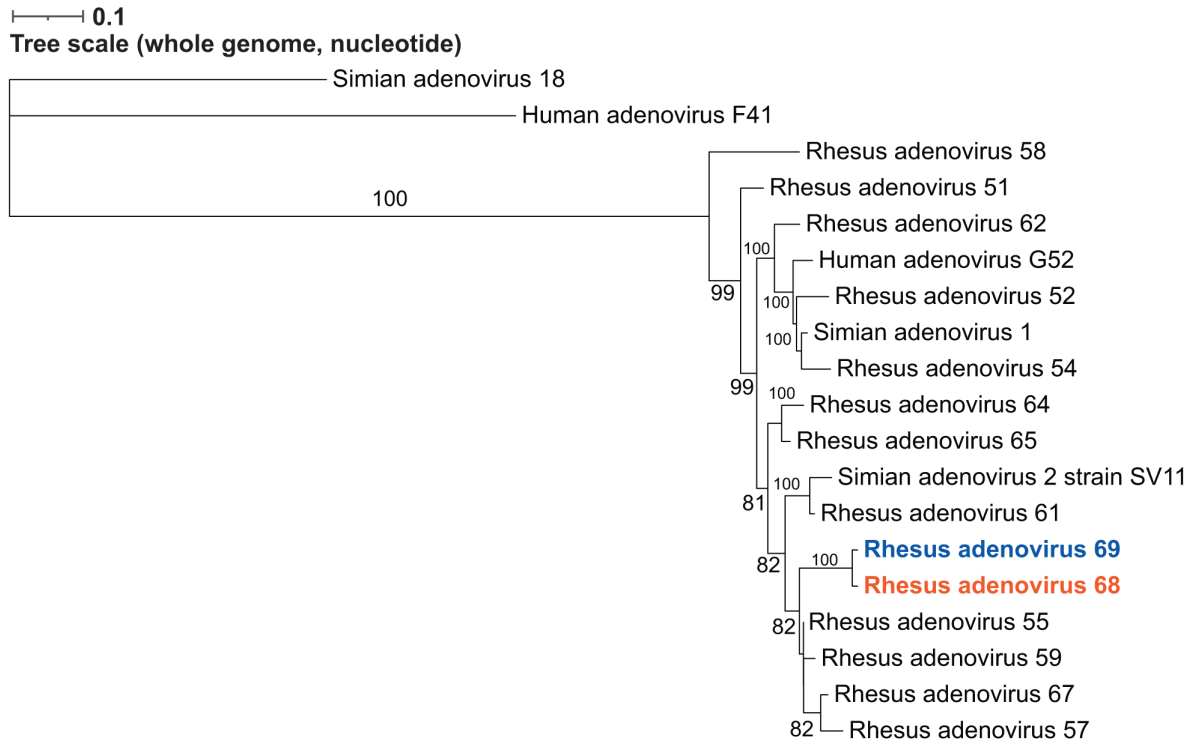 0.1
Tree scale (whole genome, nucleotide)
Simian adenovirus 18
Human adenovirus F41
Rhesus adenovirus 58
Rhesus adenovirus 51
100
Rhesus adenovirus 62
100
Human adenovirus G52
99
Rhesus adenovirus 52
100
Simian adenovirus 1
100
Rhesus adenovirus 54
99
100
Rhesus adenovirus 64
Rhesus adenovirus 65
Simian adenovirus 2 strain SV11
100
81
Rhesus adenovirus 61
Rhesus adenovirus 69
100
82
Rhesus adenovirus 68
Rhesus adenovirus 55
82
Rhesus adenovirus 59
Rhesus adenovirus 67
82
Rhesus adenovirus 57